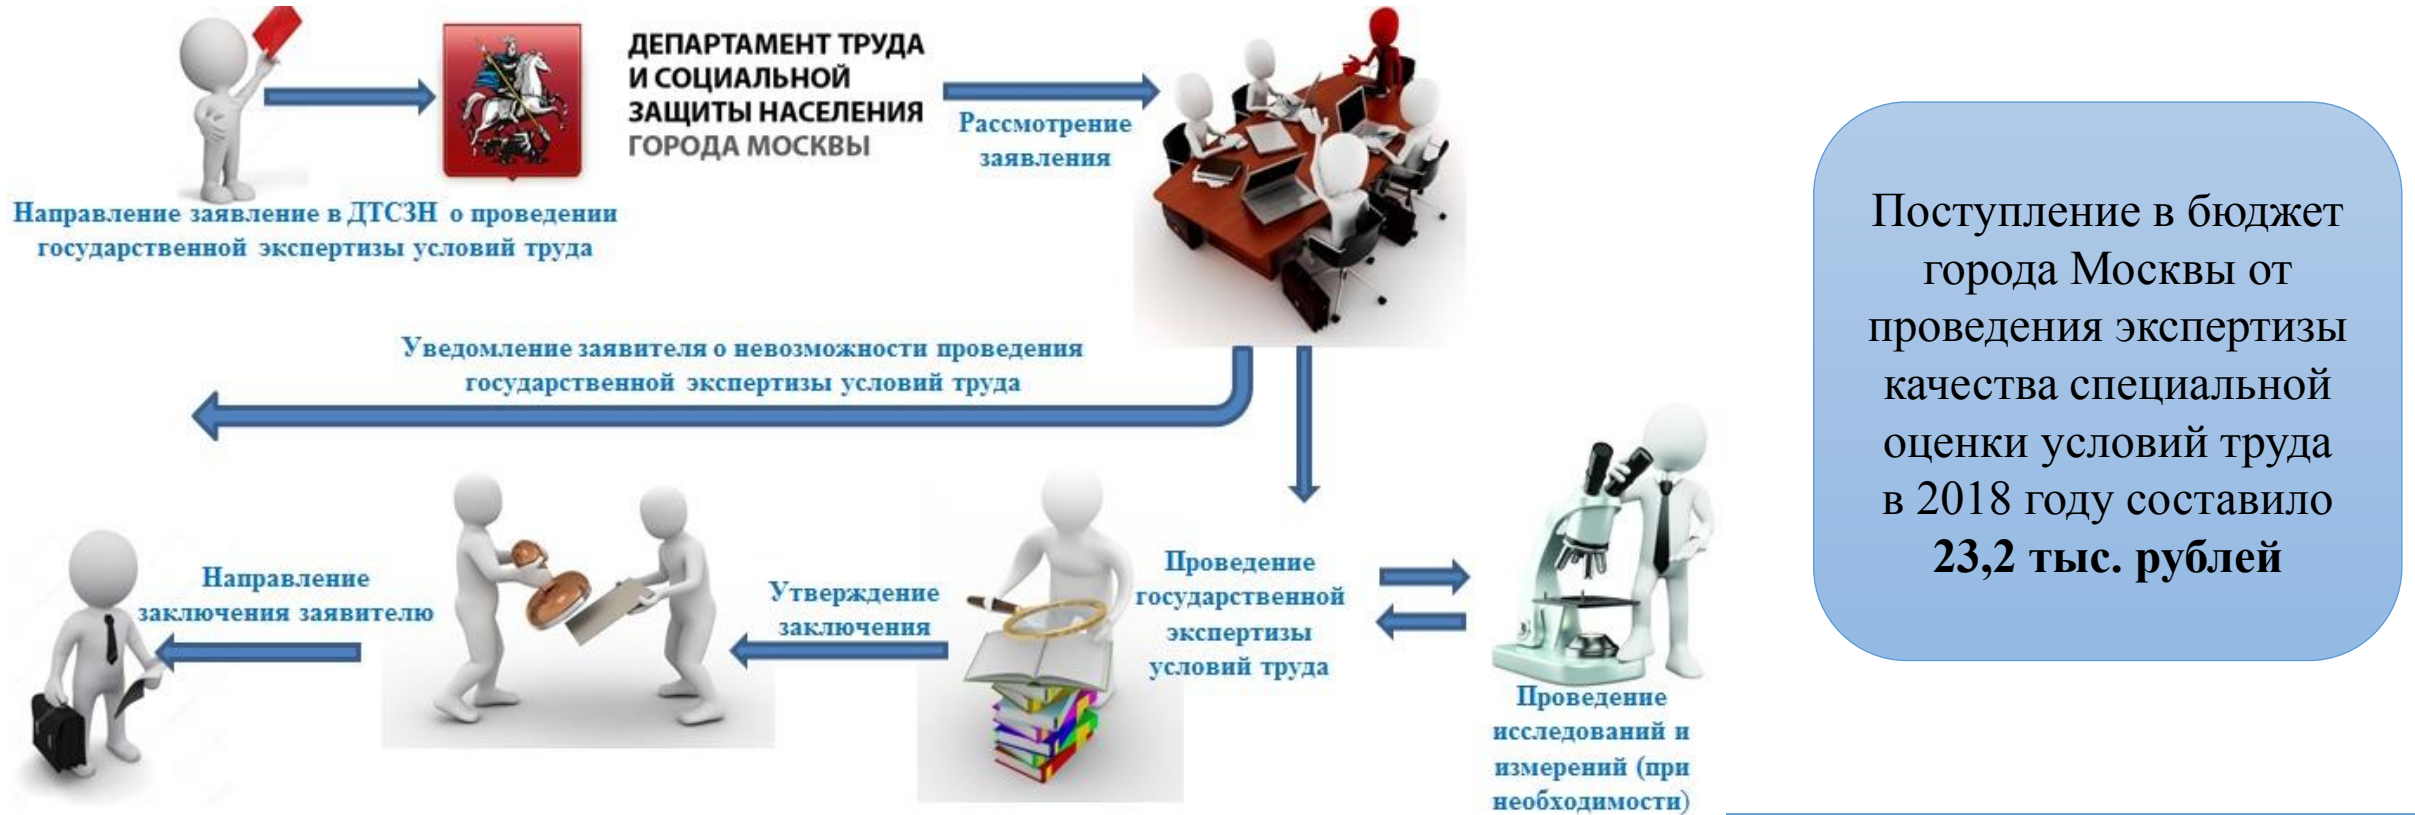 ДЕПАРТАМЕНТ ТРУДА
И СОЦИАЛЬНОЙ
ЗАЩИТЫ НАСЕЛЕНИЯ
ГОРОДА МОСКВЫ
Рассмотрение
заявления
Направление заявление в ДТСЗН о проведении
государственной экспертизы условий труда
Уведомление заявителя о невозможности проведения
государственной экспертизы условий труда
Направление
заключения заявителю
Утверждение
заключения
Проведение
государственной
экспертизы
условий труда
Проведение
исследований и
измерений (при
необходимости)
Поступление в бюджет
города Москвы от
проведения экспертизы
качества специальной
оценки условий труда
в 2018 году составило
23,2 тыс. рублей